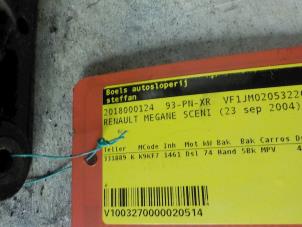 Boels autosloperij
steffan
2018000124 93-PN-XR VF1JM0205322
RENAULT MEGANE SCENI (23 sep 2004)
Teller MCode Inh Mot kW Bak Bak Carros D
331889 K K9KF7 1461 Dsl 74 Hand 5Bk MPV 4
V1003270000020514